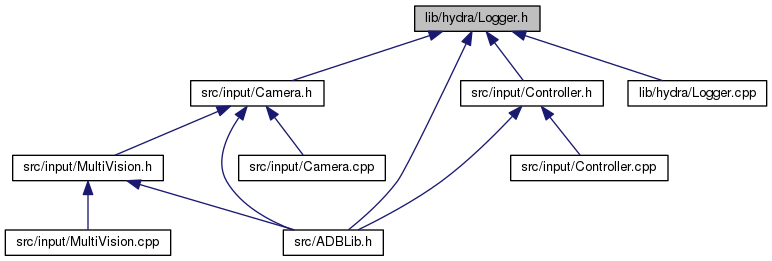 lib/hydra/Logger.h
src/input/Camera.h
src/input/Controller.h
lib/hydra/Logger.cpp
src/input/MultiVision.h
src/input/Camera.cpp
src/input/Controller.cpp
src/input/MultiVision.cpp
src/ADBLib.h